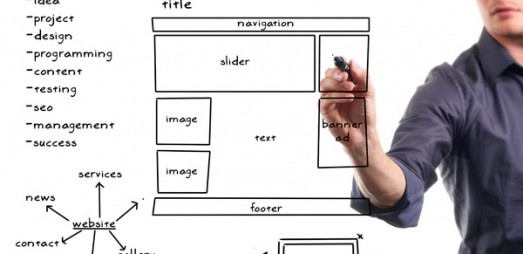 -idea
-project
-design
-programming
-content
-testing
-seo
-management
-success
title
navigation
slider
image
text
banner
ad
image
footer
services
news
website
contact
gallery